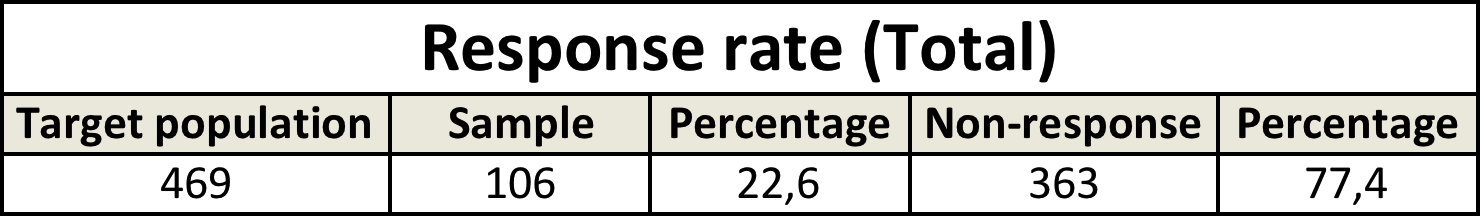 Response rate (Total)
Target population Sample Percentage Non-response Percentage
469 106 22,6 363 77,4